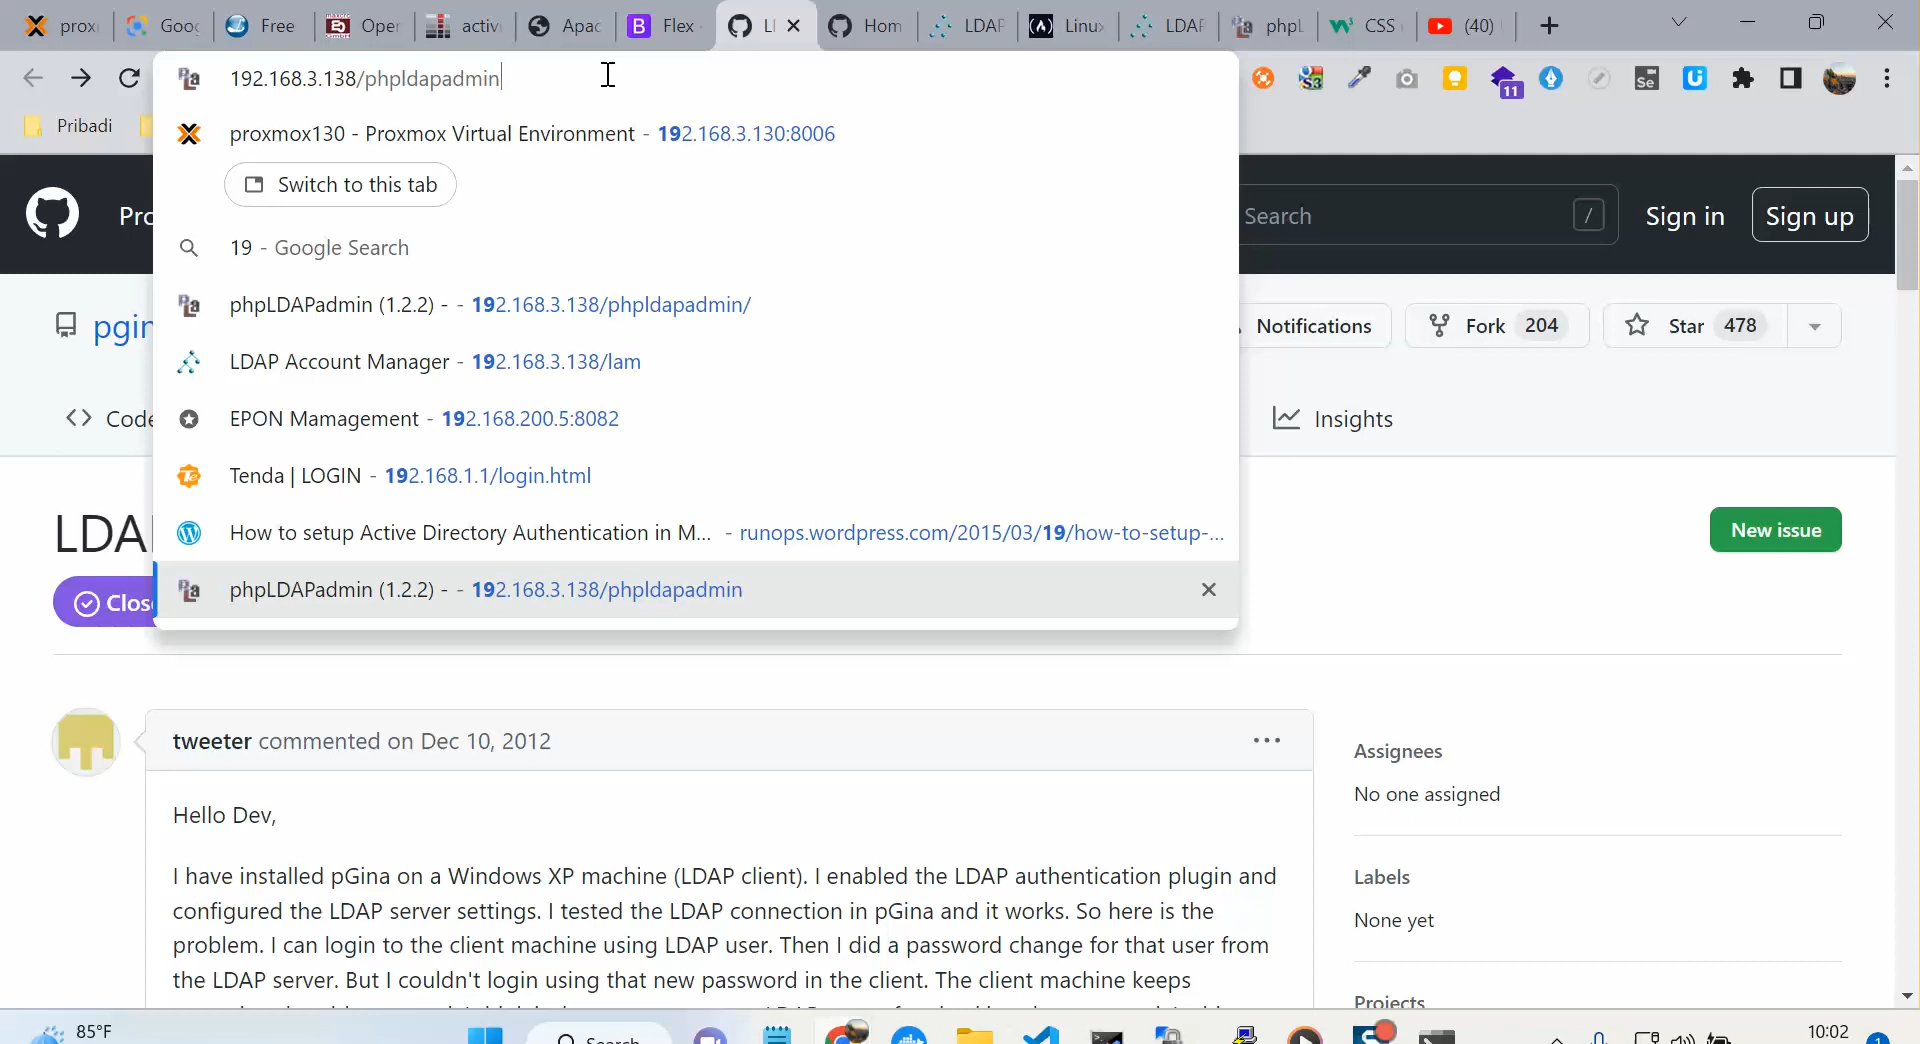 prox
Goo
Free
Oper
activ
Apac
B Flex
LI
Hom
LDAP
Linux
LDAP
phpL
CSS
(40)
192.168.3.138/phpldapadmin
11
Se
Pribadi
proxmox130 - Proxmox Virtual Environment - 192.168.3.130:8006
Switch to this tab
Search
/
Sign in
Sign up
19 - Google Search
phpLDAPadmin (1.2.2) - - 192.168.3.138/phpldapadmin/
pgin
Notifications
Fork 204
Star 478
LDAP Account Manager - 192.168.3.138/lam
Code
EPON Mamagement - 192.168.200.5:8082
Insights
Tenda | LOGIN - 192.168.1.1/login.html
LDA
How to setup Active Directory Authentication in M... - runops.wordpress.com/2015/03/19/how-to-setup-...
New issue
phpLDAPadmin (1.2.2) - - 192.168.3.138/phpldapadmin
Clos
tweeter commented on Dec 10, 2012
Assignees
No one assigned
Hello Dev,
I have installed pGina on a Windows XP machine (LDAP client). I enabled the LDAP authentication plugin and
configured the LDAP server settings. I tested the LDAP connection in pGina and it works. So here is the
problem. I can login to the client machine using LDAP user. Then I did a password change for that user from
the LDAP server. But I couldn't login using that new password in the client. The client machine keeps
Labels
None yet
Projects
85°F
Search
10:02
1